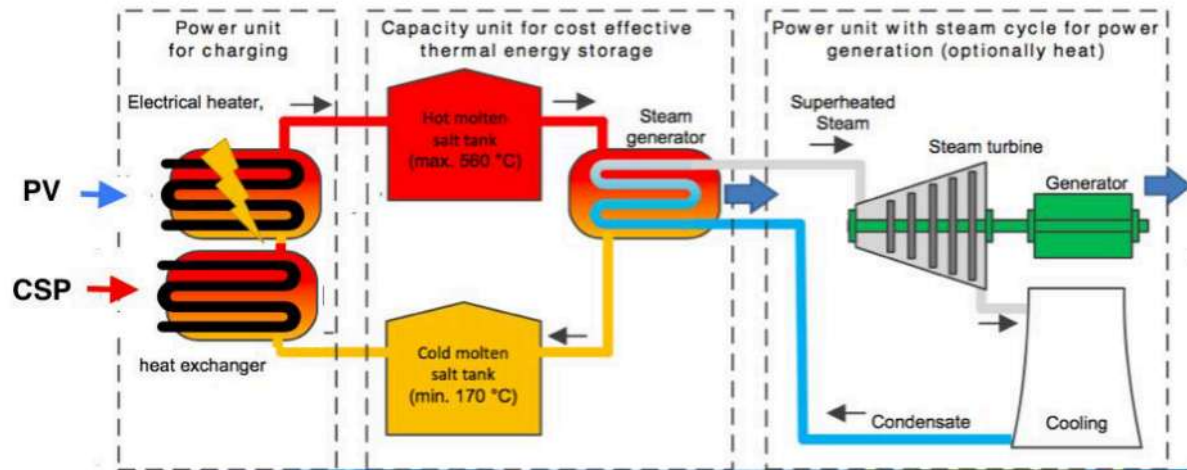 Power unit
for charging
Capacity unit for cost effective
thermal energy storage
Power unit with steam cycle for power
generation (optionally heat)
Electrical heater,
Hot molten
salt tank
(max. 560 °C)
Steam
generator
Superheated
Steam
Steam turbine
Generator
PV
CSP
heat exchanger
Cold molten
salt tank
(min. 170 °C)
Condensate
Cooling